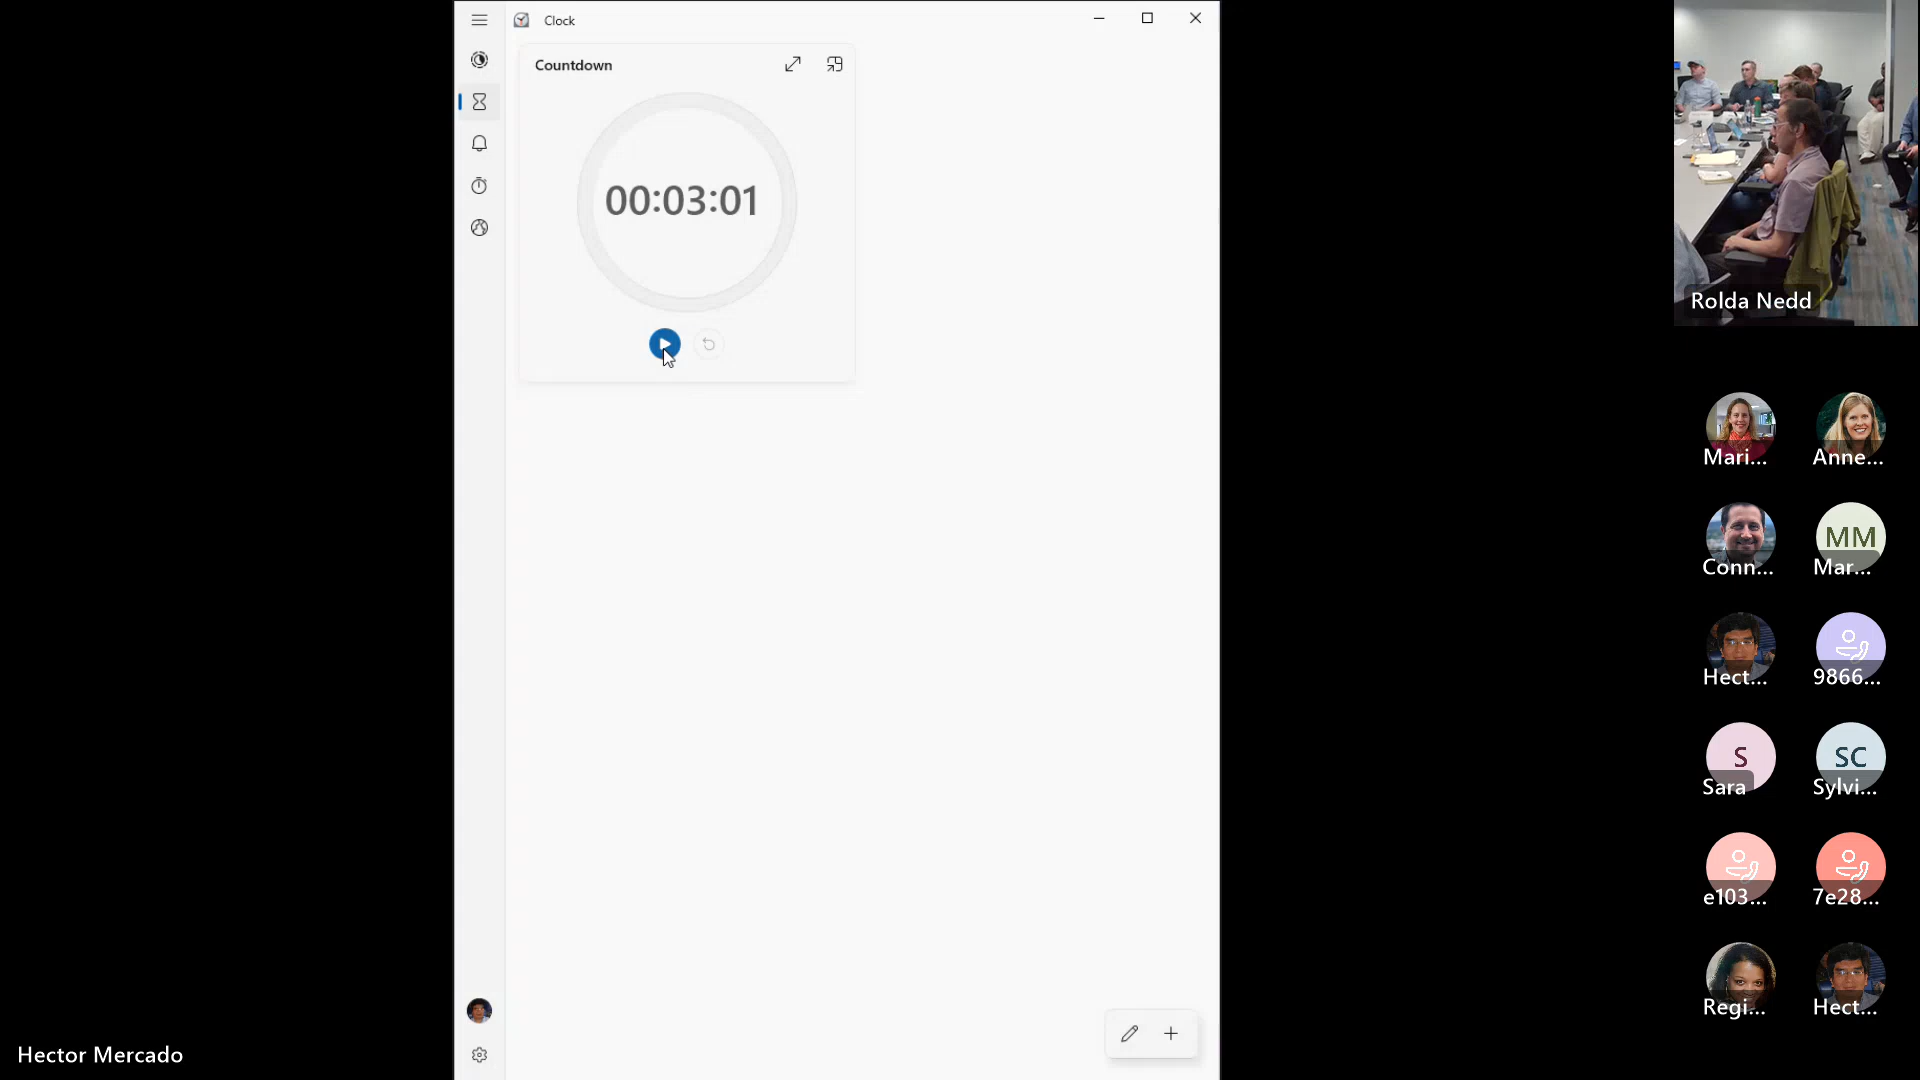 Clock
Countdown
00:03:01
Rolda Nedd
Mari...
Anne...
Conn...
MM
Mar...
Hect...
9866...
S
Sara
SC
Sylvi...
e103...
7e28...
Regi...
Hect...
Hector Mercado